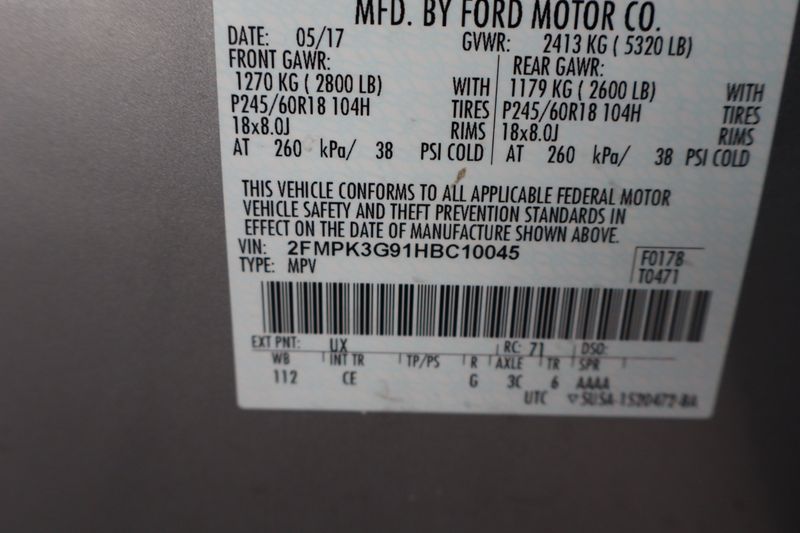 MFD. BY FORD MOTOR CO.
DATE: 05/17 GVWR: 2413 KG ( 5320 LB)
FRONT GAWR: REAR GAWR:
1270 KG ( 2800 LB) WITH 1179 KG ( 2600 LB) WITH
P245/60R18 104H TIRES P245/60R18 104H TIRES
18x8.0J RIMS 18x8.0J RIMS
AT 260 kPa/ 38 PSI COLD AT 260 kPa/ 38 PSI COLD
THIS VEHICLE CONFORMS TO ALL APPLICABLE FEDERAL MOTOR
VEHICLE SAFETY AND THEFT PREVENTION STANDARDS IN
EFFECT ON THE DATE OF MANUFACTURE SHOWN ABOVE.
VIN: 2FMPK3G91HBC10045 F0178
TYPE: MPV T0471
EXT PNT: UX RC: 71 DSO:
WB INT TR TP/PS R AXLE TR SPR
112 CE G 3C 6 AAAA
UTC ▽SUSA-1520472-BA